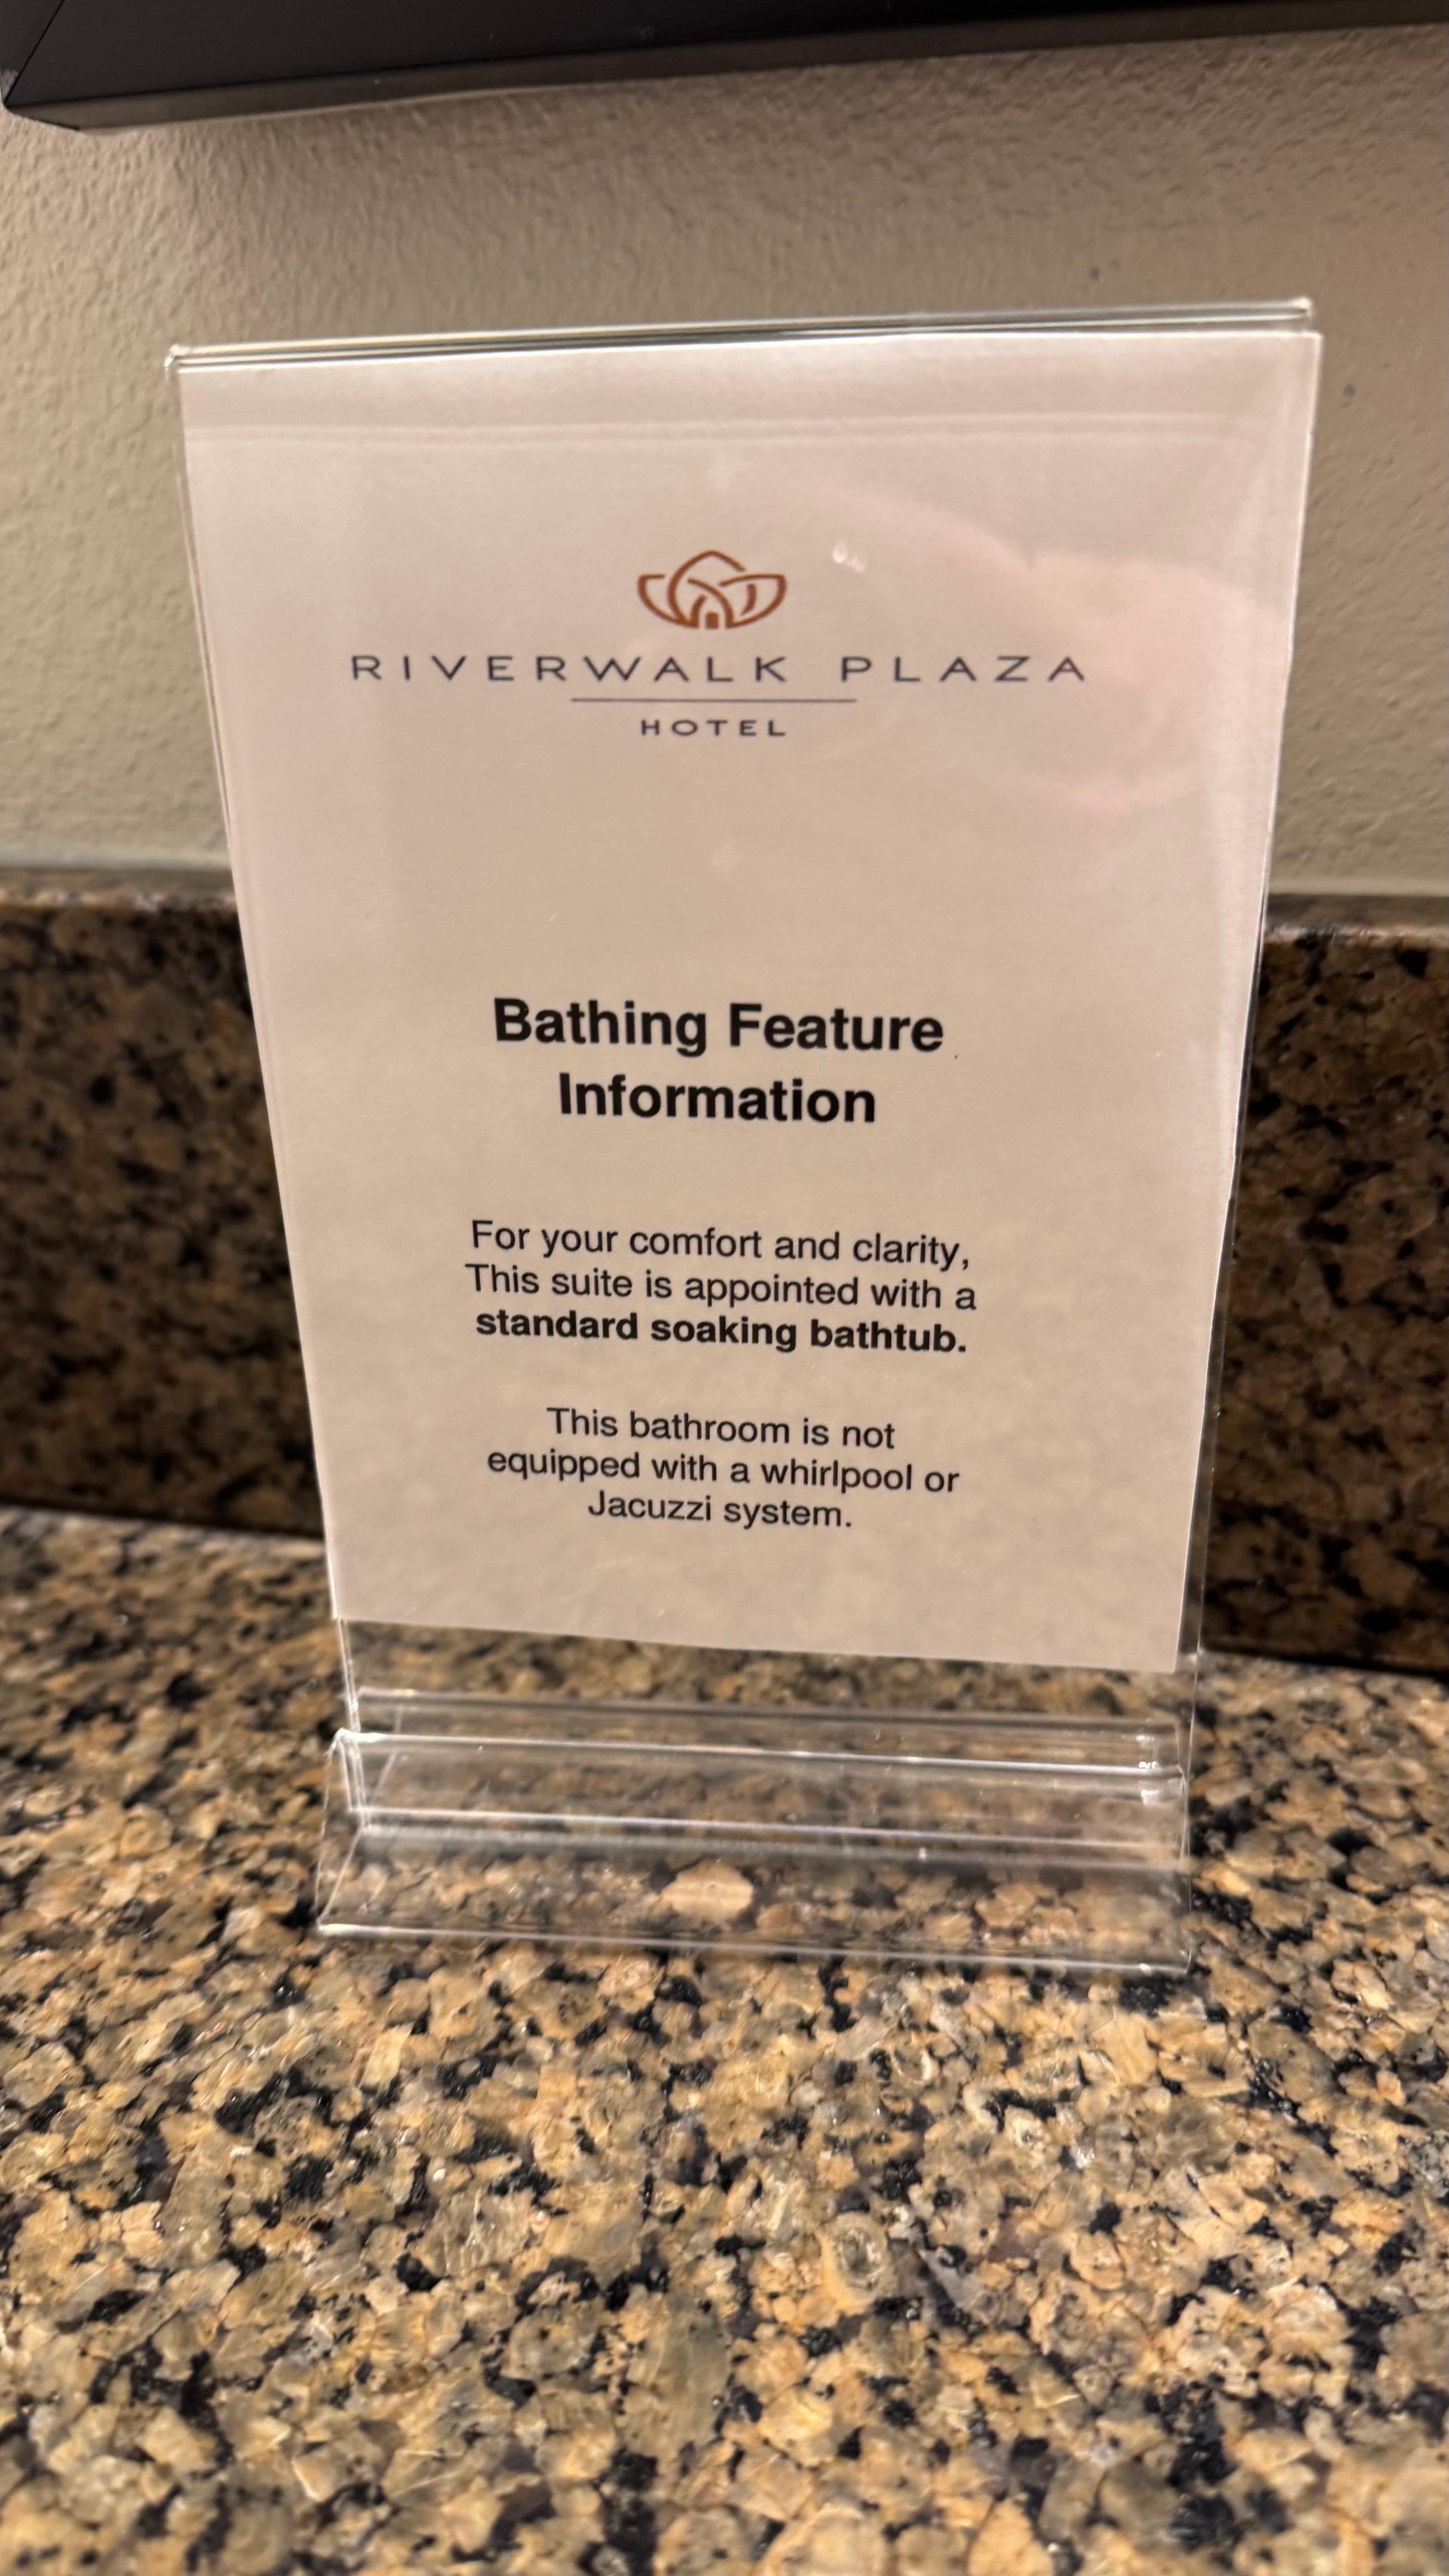 RIVERWALK PLAZA
HOTEL
Bathing Feature
Information
For your comfort and clarity,
This suite is appointed with a
standard soaking bathtub.
This bathroom is not
equipped with a whirlpool or
Jacuzzi system.